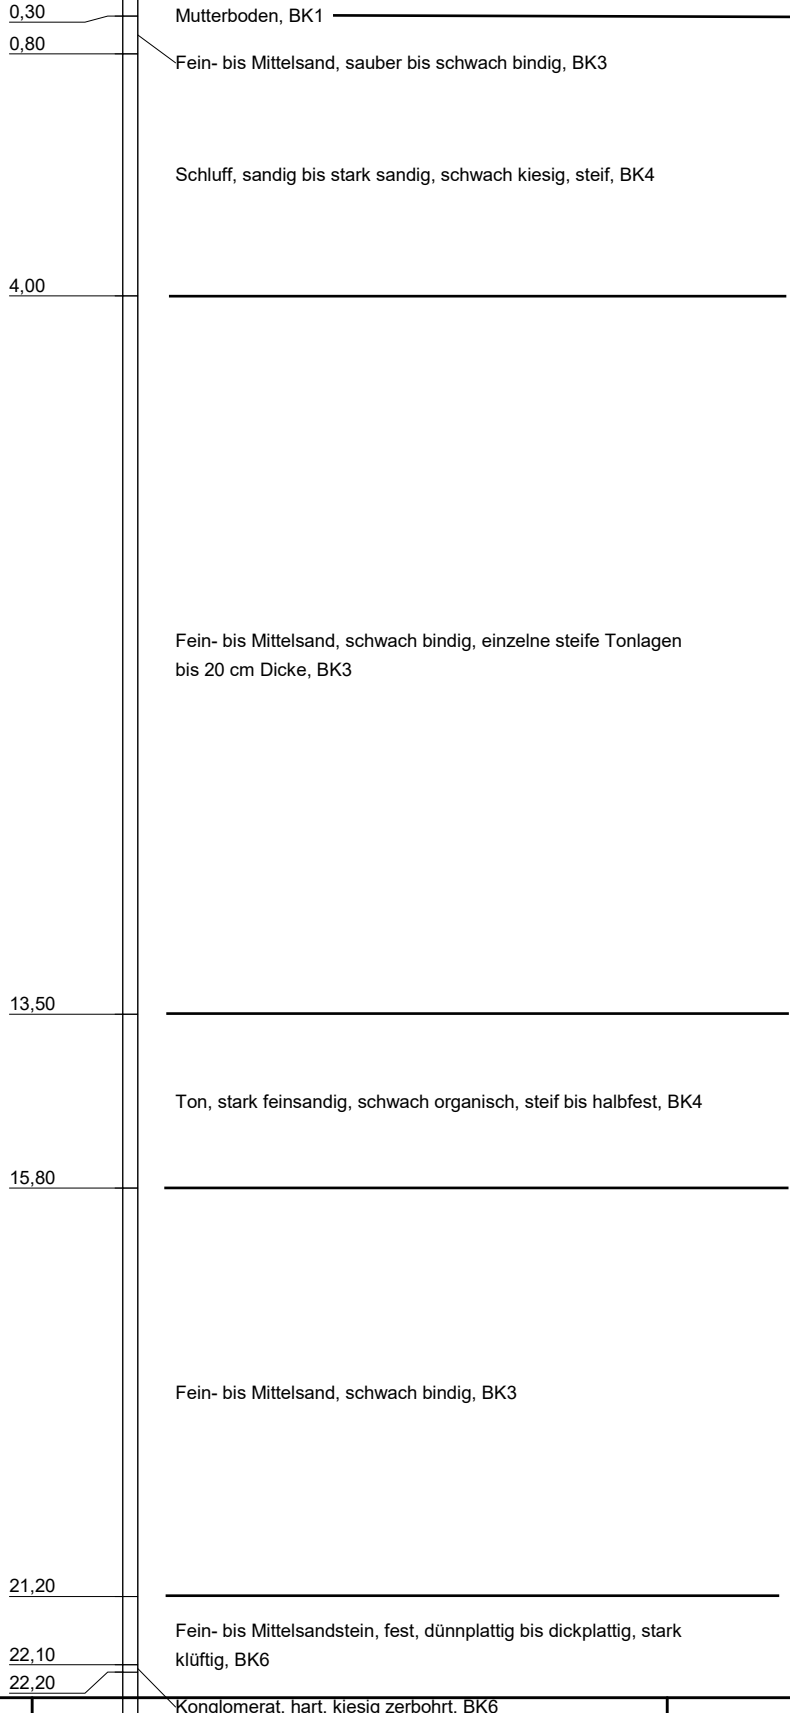 0,30
Mutterboden, BK1
0,80
Fein- bis Mittelsand, sauber bis schwach bindig, BK3
Schluff, sandig bis stark sandig, schwach kiesig, steif, BK4
4,00
Fein- bis Mittelsand, schwach bindig, einzelne steife Tonlagen
bis 20 cm Dicke, BK3
13,50
Ton, stark feinsandig, schwach organisch, steif bis halbfest, BK4
15,80
Fein- bis Mittelsand, schwach bindig, BK3
21,20
Fein- bis Mittelsandstein, fest, dünnplattig bis dickplattig, stark
klüftig, BK6
22,10
22,20
Konglomerat, hart, kiesig zerbohrt, BK6